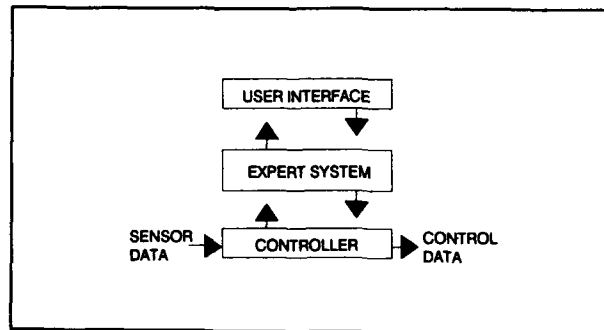 USER INTERFACE
EXPERT SYSTEM
SENSOR
DATA
CONTROLLER
CONTROL
DATA